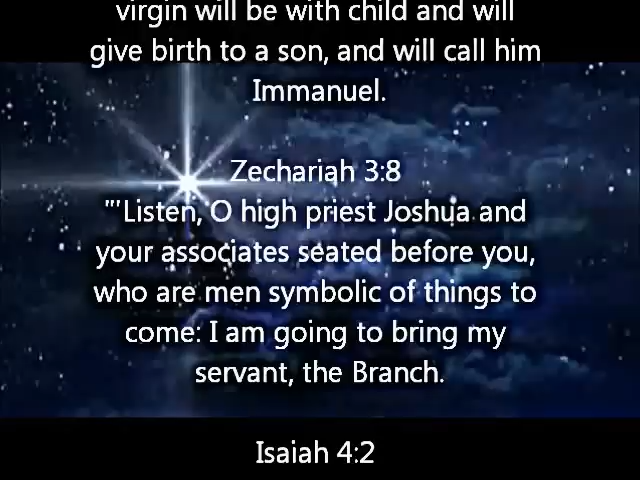 virgin will be with child and will
give birth to a son, and will call him
Immanuel.
Zechariah 3:8
"'Listen, O high priest Joshua and
your associates seated before you,
who are men symbolic of things to
come: I am going to bring my
servant, the Branch.
Isaiah 4:2